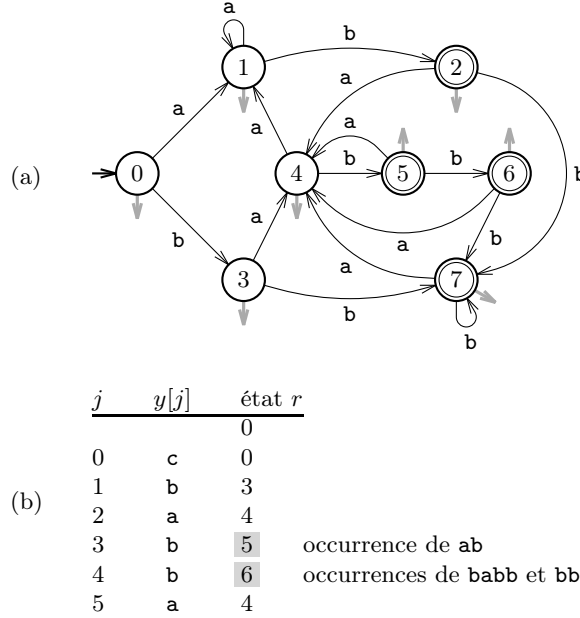 a
b
1
2
a
a
a
a
b
(a)
0
4
b
5
b
6
b
b
a
a
b
3
a
7
b
b
j y[j] état r
0
0 c 0
1 b 3
(b)
2 a 4
3 b 5 occurrence de ab
4 b 6 occurrences de babb et bb
5 a 4